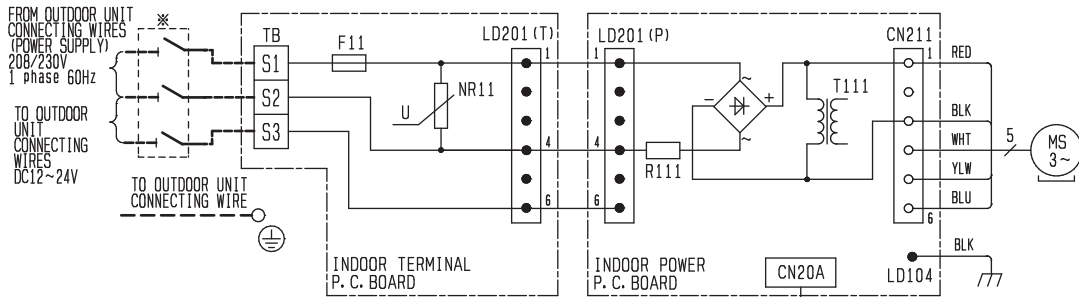 FROM OUTDOOR UNIT
CONNECTING WIRES
(POWER SUPPLY)
208/230V
1 phase 60Hz
※
TO OUTDOOR
UNIT
CONNECTING
WIRES
DC12~24V
TO OUTDOOR UNIT
CONNECTING WIRE
TB
S1
S2
S3
F11
NR11
U
LD201(T)
1
4
6
INDOOR TERMINAL
P.C.BOARD
LD201(P)
1
4
6
R111
~
−
+
~
T111
CN211
1
6
RED
BLK
WHT
YLW
BLU
5
MS
3~
BLK
LD104
CN20A
INDOOR POWER
P.C.BOARD